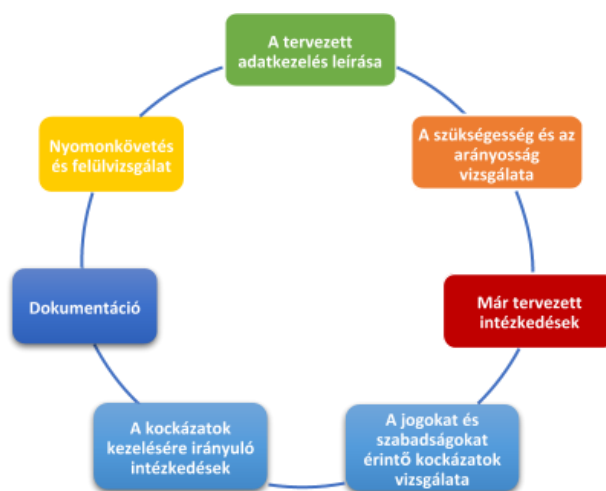 A tervezett
adatkezelés leírása
A szükségesség és az
arányosság
vizsgálata
Már tervezett
intézkedések
A jogokat és
szabadságokat
érintő kockázatok
vizsgálata
A kockázatok
kezelésére irányuló
intézkedések
Dokumentáció
Nyomonkövetés
és felülvizsgálat